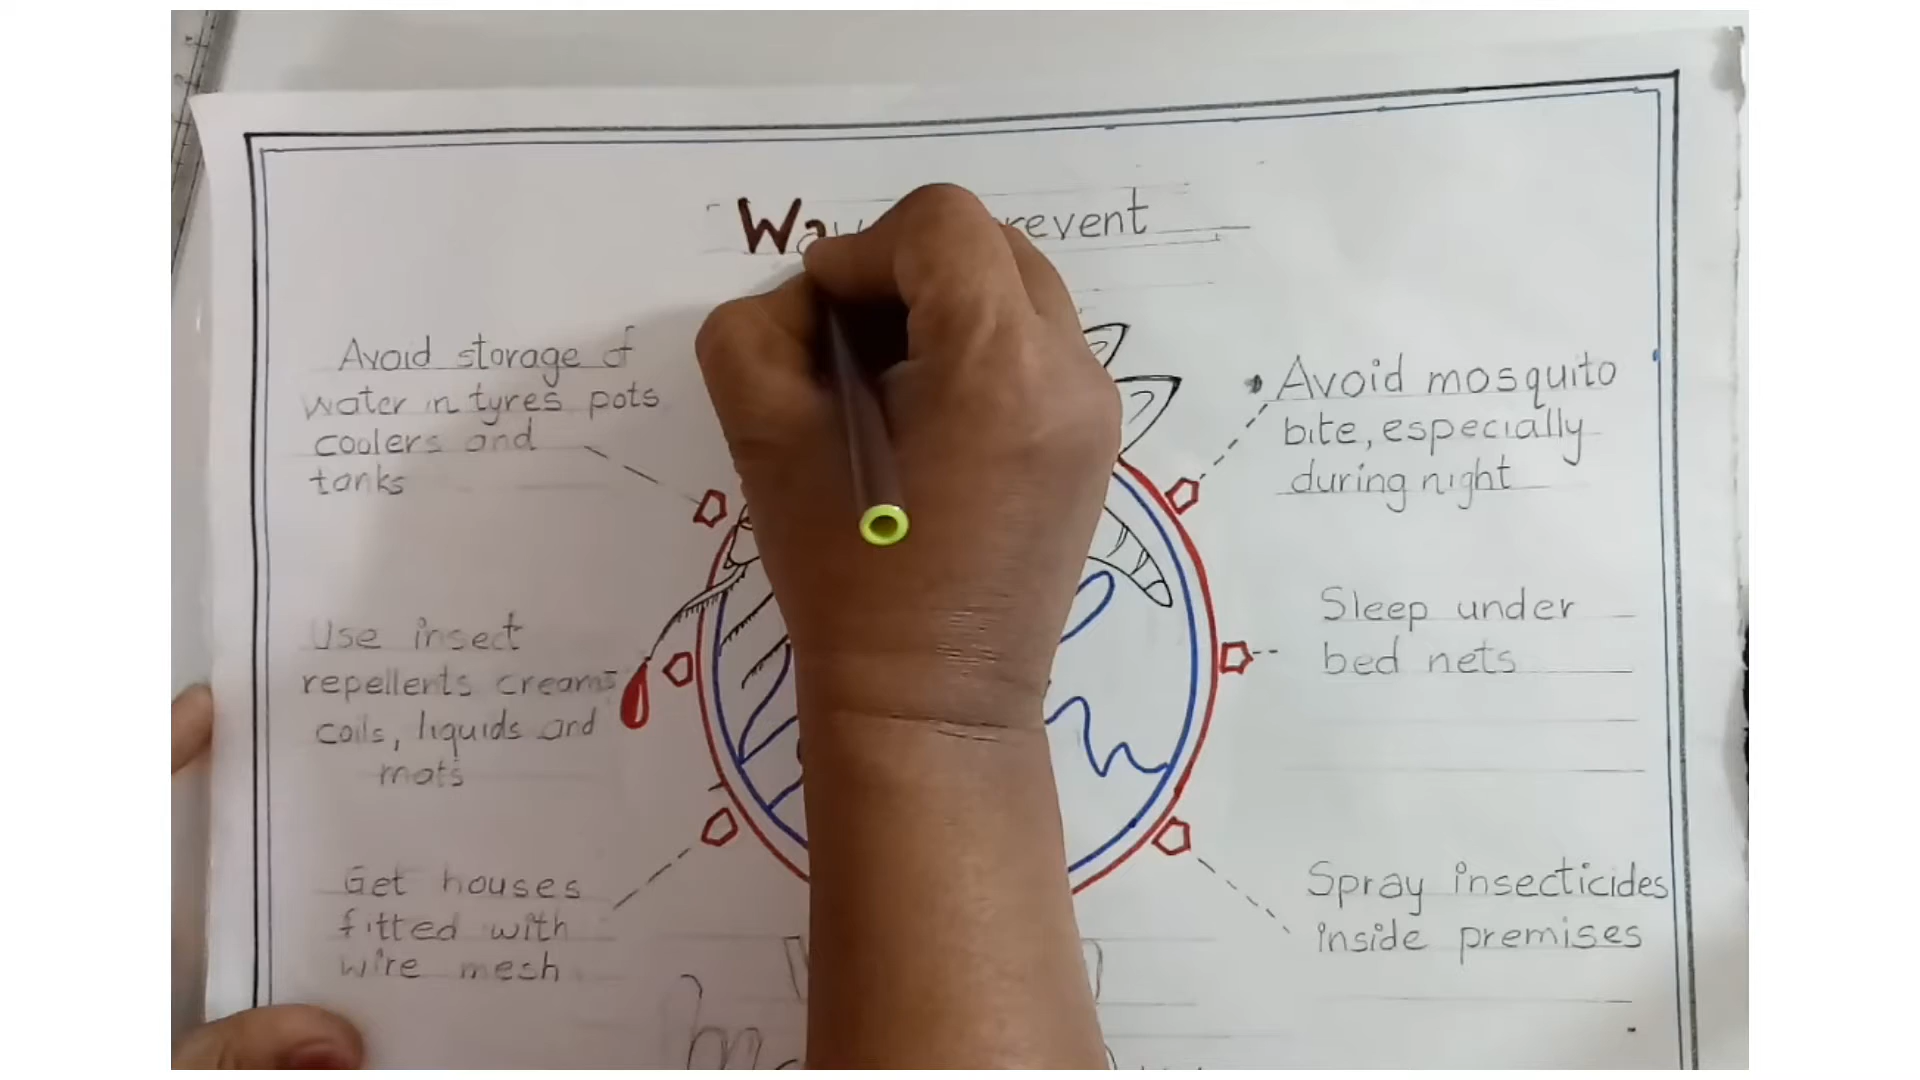 Wa revent
Avoid storage of
water in tyres pots
coolers and
tanks
Use insect
repellents creams
coils, liquids and
mats
Get houses
fitted with
wire mesh
Avoid mosquito
bite, especially
during night
Sleep under
bed nets
Spray insecticides
inside premises